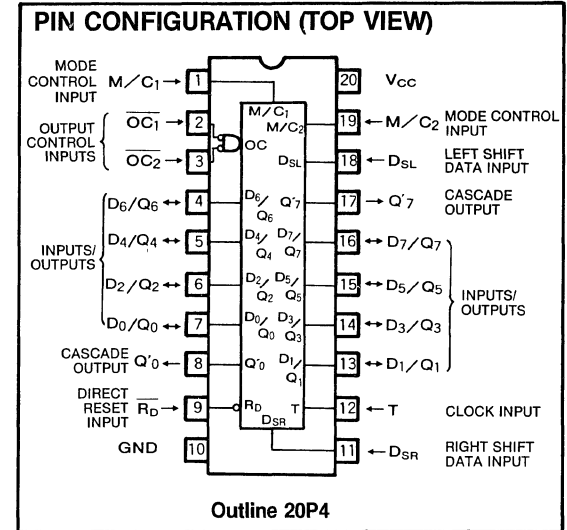 PIN CONFIGURATION (TOP VIEW)
MODE CONTROL INPUT M/C1 → 1
20 VCC
OUTPUT CONTROL INPUTS
O̅C̅1̅ → 2
19 ← M/C2 MODE CONTROL INPUT
O̅C̅2̅ → 3
18 ← DSL LEFT SHIFT DATA INPUT
INPUTS/OUTPUTS
D6/Q6 ↔ 4
17 → Q'7 CASCADE OUTPUT
D4/Q4 ↔ 5
16 ↔ D7/Q7
D2/Q2 ↔ 6
15 ↔ D5/Q5
INPUTS/OUTPUTS
D0/Q0 ↔ 7
14 ↔ D3/Q3
CASCADE OUTPUT Q'0 ← 8
13 ↔ D1/Q1
DIRECT RESET INPUT R̅D̅ → 9
12 ← T CLOCK INPUT
GND 10
11 ← DSR RIGHT SHIFT DATA INPUT
M/C1
M/C2
OC
DSL
D6/Q6 Q'7
D4/Q4 D7/Q7
D2/Q2 D5/Q5
D0/Q0 D3/Q3
Q'0 D1/Q1
RD T
DSR
Outline 20P4